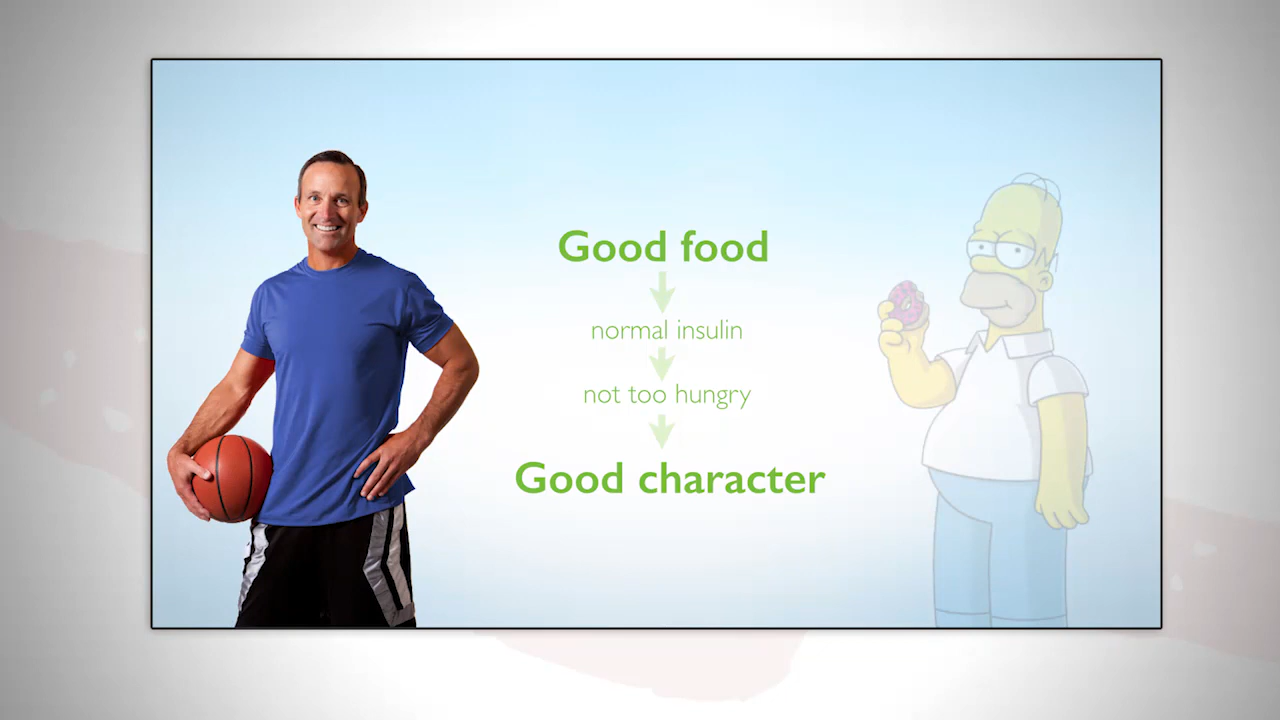 Good food
normal insulin
not too hungry
Good character